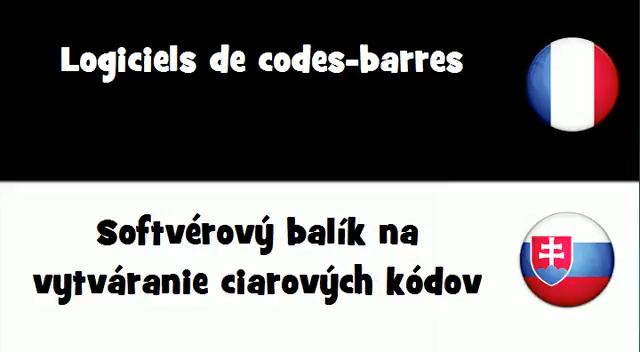 Logiciels de codes-barres
Softvérový balík na
vytváranie ciarových kódov